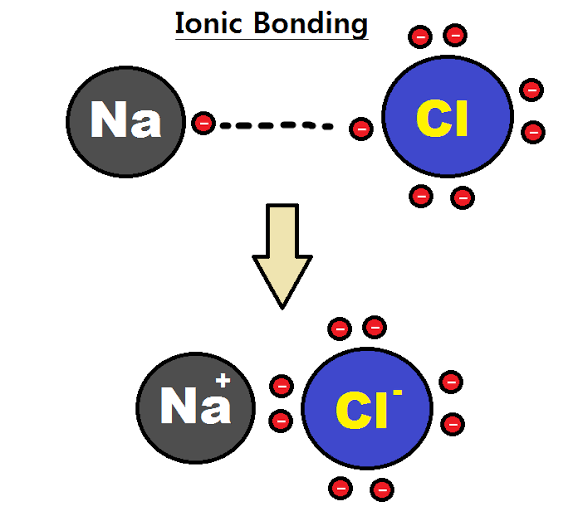 Ionic Bonding
Na
Cl
Na+
Cl-